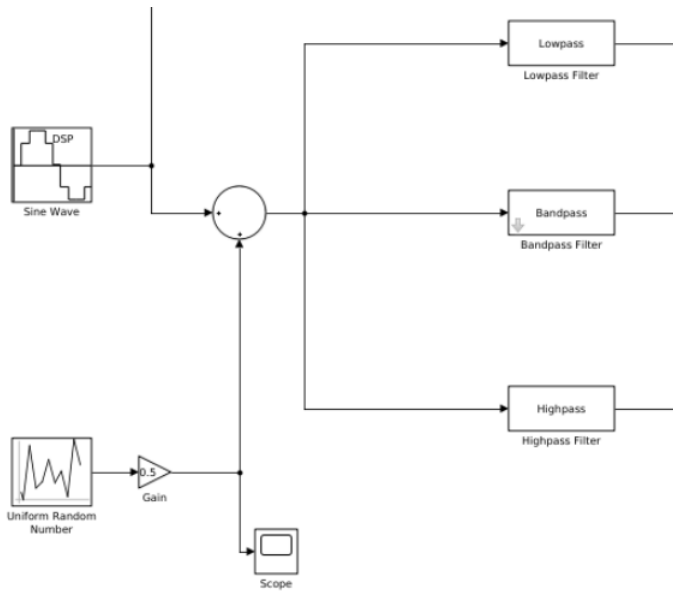 Lowpass
Lowpass Filter
DSP
Sine Wave
+
+
Bandpass
Bandpass Filter
Highpass
Highpass Filter
0.5
Gain
Uniform Random
Number
Scope